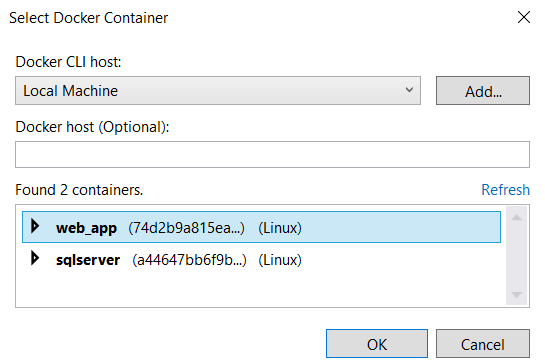 Select Docker Container
Docker CLI host:
Local Machine
Add...
Docker host (Optional):
Found 2 containers.
Refresh
web_app (74d2b9a815ea...) (Linux)
sqlserver (a44647bb6f9b...) (Linux)
OK
Cancel